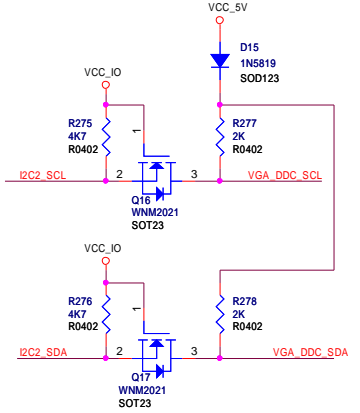 VCC_5V
D15
1N5819
SOD123
VCC_IO
R275
4K7
R0402
1
R277
2K
R0402
I2C2_SCL
2
3
VGA_DDC_SCL
Q16
WNM2021
SOT23
VCC_IO
R276
4K7
R0402
1
R278
2K
R0402
I2C2_SDA
2
3
VGA_DDC_SDA
Q17
WNM2021
SOT23